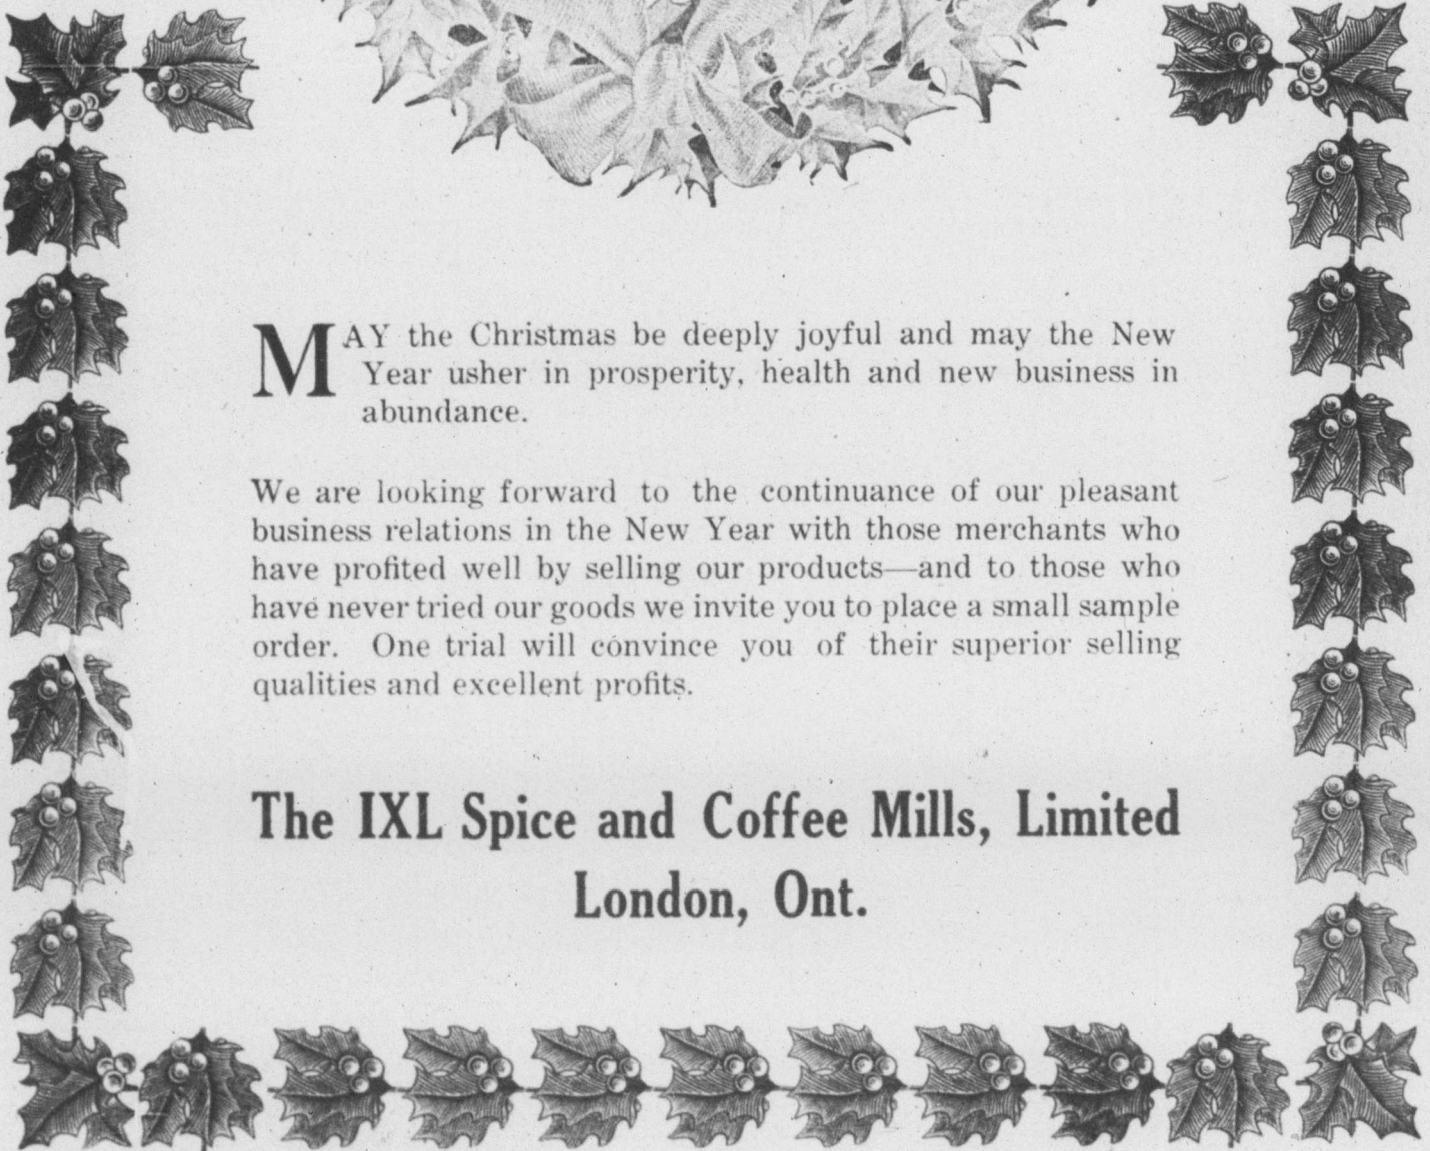 MAY the Christmas be deeply joyful and may the New
Year usher in prosperity, health and new business in
abundance.
We are looking forward to the continuance of our pleasant
business relations in the New Year with those merchants who
have profited well by selling our products—and to those who
have never tried our goods we invite you to place a small sample
order. One trial will convince you of their superior selling
qualities and excellent profits.
The IXL Spice and Coffee Mills, Limited
London, Ont.